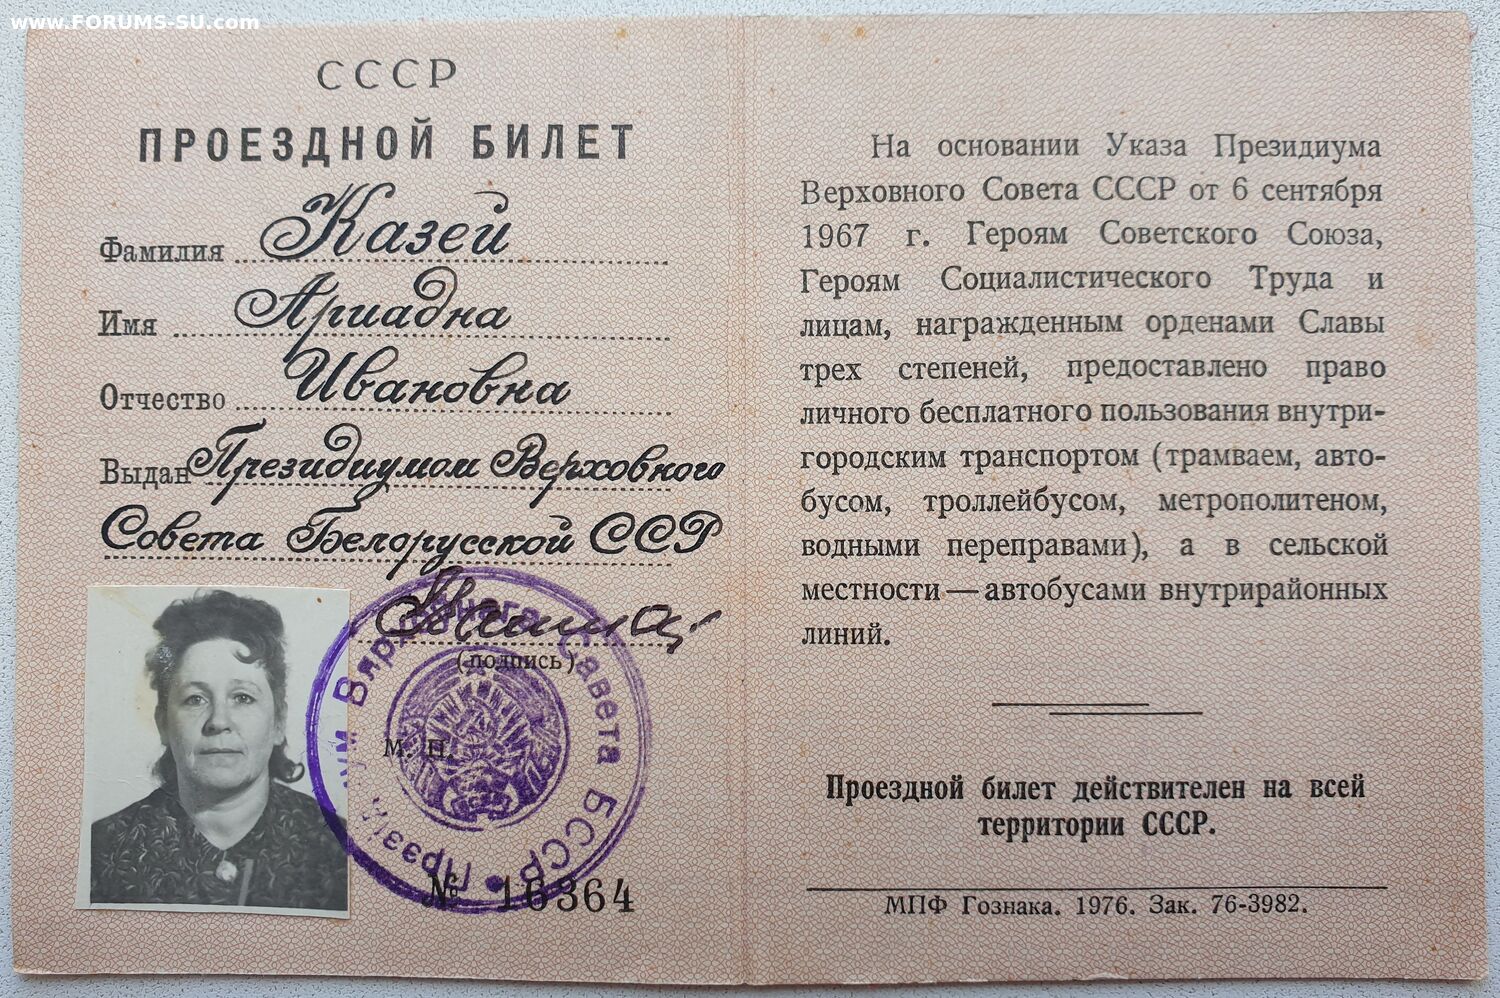 www.FORUMS-SU.com
СССР
ПРОЕЗДНОЙ БИЛЕТ
Фамилия Казей
Имя Ариадна
Отчество Ивановна
Выдан Президиумом Верховного
Совета Белорусской ССР
(подпись)
М. П.
Прэзідыум Вярхоўнага Савета БССР
№ 16364
На основании Указа Президиума
Верховного Совета СССР от 6 сентября
1967 г. Героям Советского Союза,
Героям Социалистического Труда и
лицам, награжденным орденами Славы
трех степеней, предоставлено право
личного бесплатного пользования внутри-
городским транспортом (трамваем, авто-
бусом, троллейбусом, метрополитеном,
водными переправами), а в сельской
местности — автобусами внутрирайонных
линий.
Проездной билет действителен на всей
территории СССР.
МПФ Гознака. 1976. Зак. 76-3982.